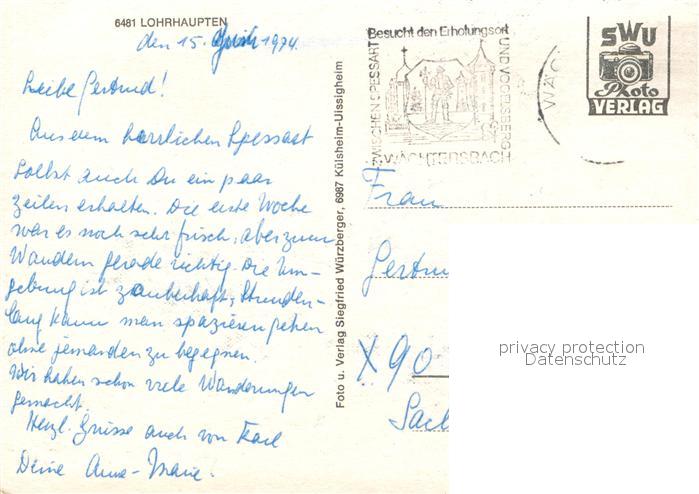 6481 LOHRHAUPTEN
den 15. Juni 1974
Liebe Gertrud!
Aus dem herrlichen Spessart
sollst auch Du ein paar
Zeilen erhalten. Die erste Woche
war es noch sehr frisch, aber zum
Wandern gerade richtig. Die Um-
gebung ist zauberhaft, Stunden-
lang kann man spazieren gehen
ohne jemanden zu begegnen.
Wir haben schon viele Wanderungen
gemacht.
Herzl. Grüsse auch von Karl
Deine Anne-Marie.
Foto u. Verlag Siegfried Würzberger, 6987 Külsheim-Uissigheim
Besucht den Erholungsort
ZWISCHEN SPESSART
UND VOGELSBERG
WÄCHTERSBACH
WÄC
SWU
Photo
VERLAG
Frau
Gertru
X 90
privacy protection
Datenschutz